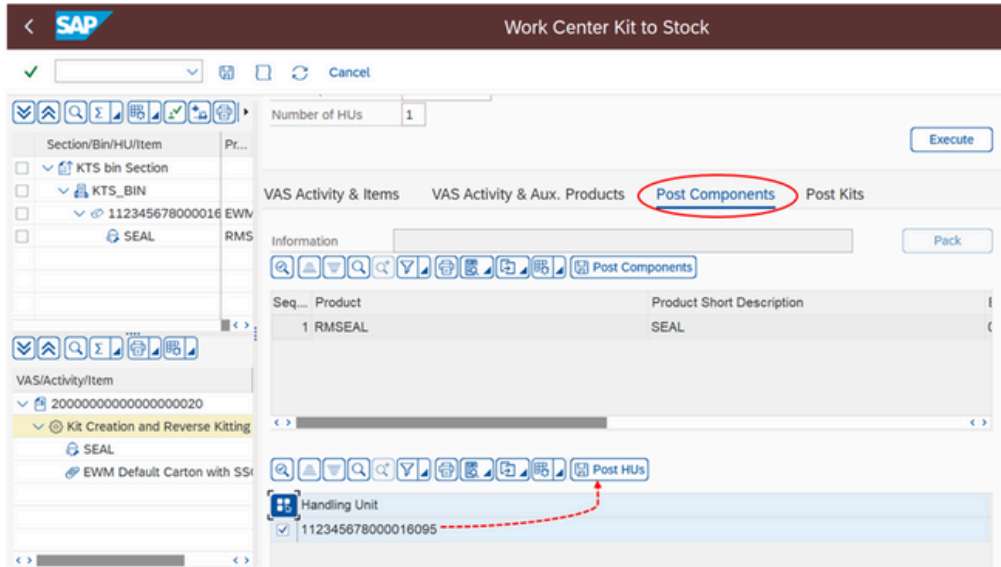 SAP
Work Center Kit to Stock
Cancel
Section/Bin/HU/Item Pr...
KTS bin Section
KTS_BIN
112345678000016 EWM
SEAL RMS
VAS/Activity/Item
20000000000000000020
Kit Creation and Reverse Kitting
SEAL
EWM Default Carton with SS
Number of HUs 1
Execute
VAS Activity & Items VAS Activity & Aux. Products Post Components Post Kits
Information Pack
Post Components
Seq... Product Product Short Description
1 RMSEAL SEAL
Post HUs
Handling Unit
112345678000016095